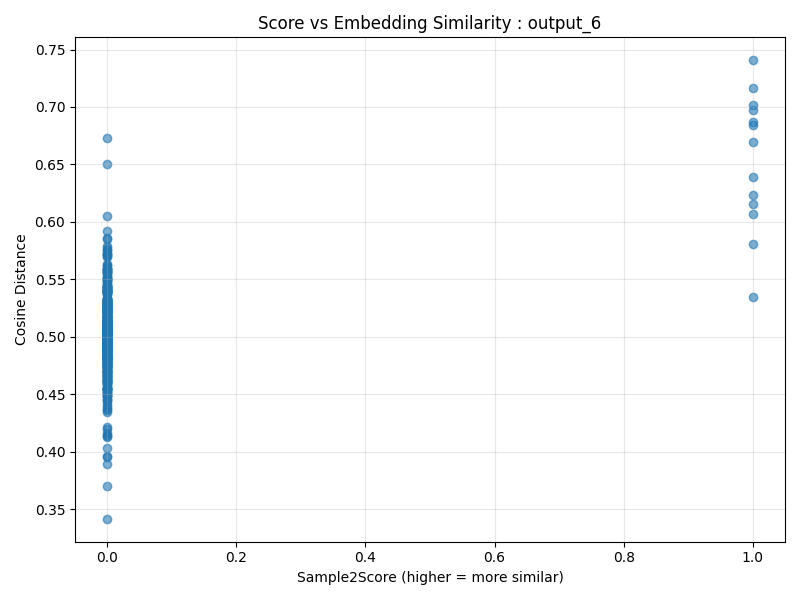 Score vs Embedding Similarity : output_6
0.75
0.70
0.65
0.60
0.55
0.50
0.45
0.40
0.35
Cosine Distance
0.0 0.2 0.4 0.6 0.8 1.0
Sample2Score (higher = more similar)